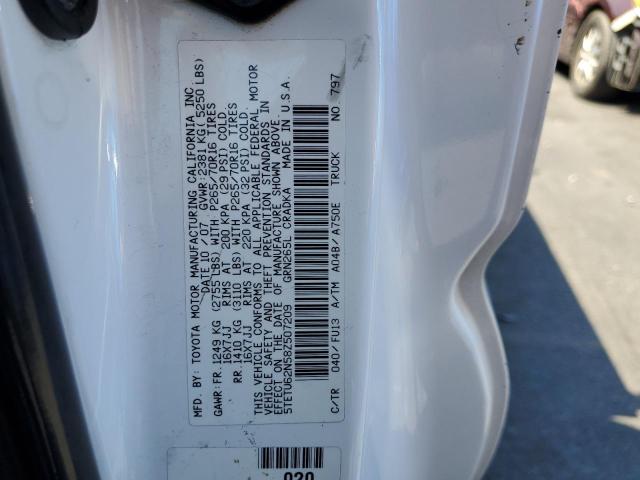 MFD. BY: TOYOTA MOTOR MANUFACTURING CALIFORNIA INC
DATE 10/07 GVWR: 2381 KG (5250 LBS)
GAWR: FR. 1249 KG (2755 LBS) WITH P265/70R16 TIRES
16X7JJ RIMS AT 200 KPA (29 PSI) COLD
RR. 1410 KG (3110 LBS) WITH P265/70R16 TIRES
16X7JJ RIMS AT 220 KPA (32 PSI) COLD.
THIS VEHICLE CONFORMS TO ALL APPLICABLE FEDERAL MOTOR
VEHICLE SAFETY AND THEFT PREVENTION STANDARDS IN
EFFECT ON THE DATE OF MANUFACTURE SHOWN ABOVE.
5TETU62N58Z507209 GRN265L CRADKA MADE IN U.S.A.
NO. 797
C/TR 040/FU13 A/TM A04B/A750E TRUCK
020